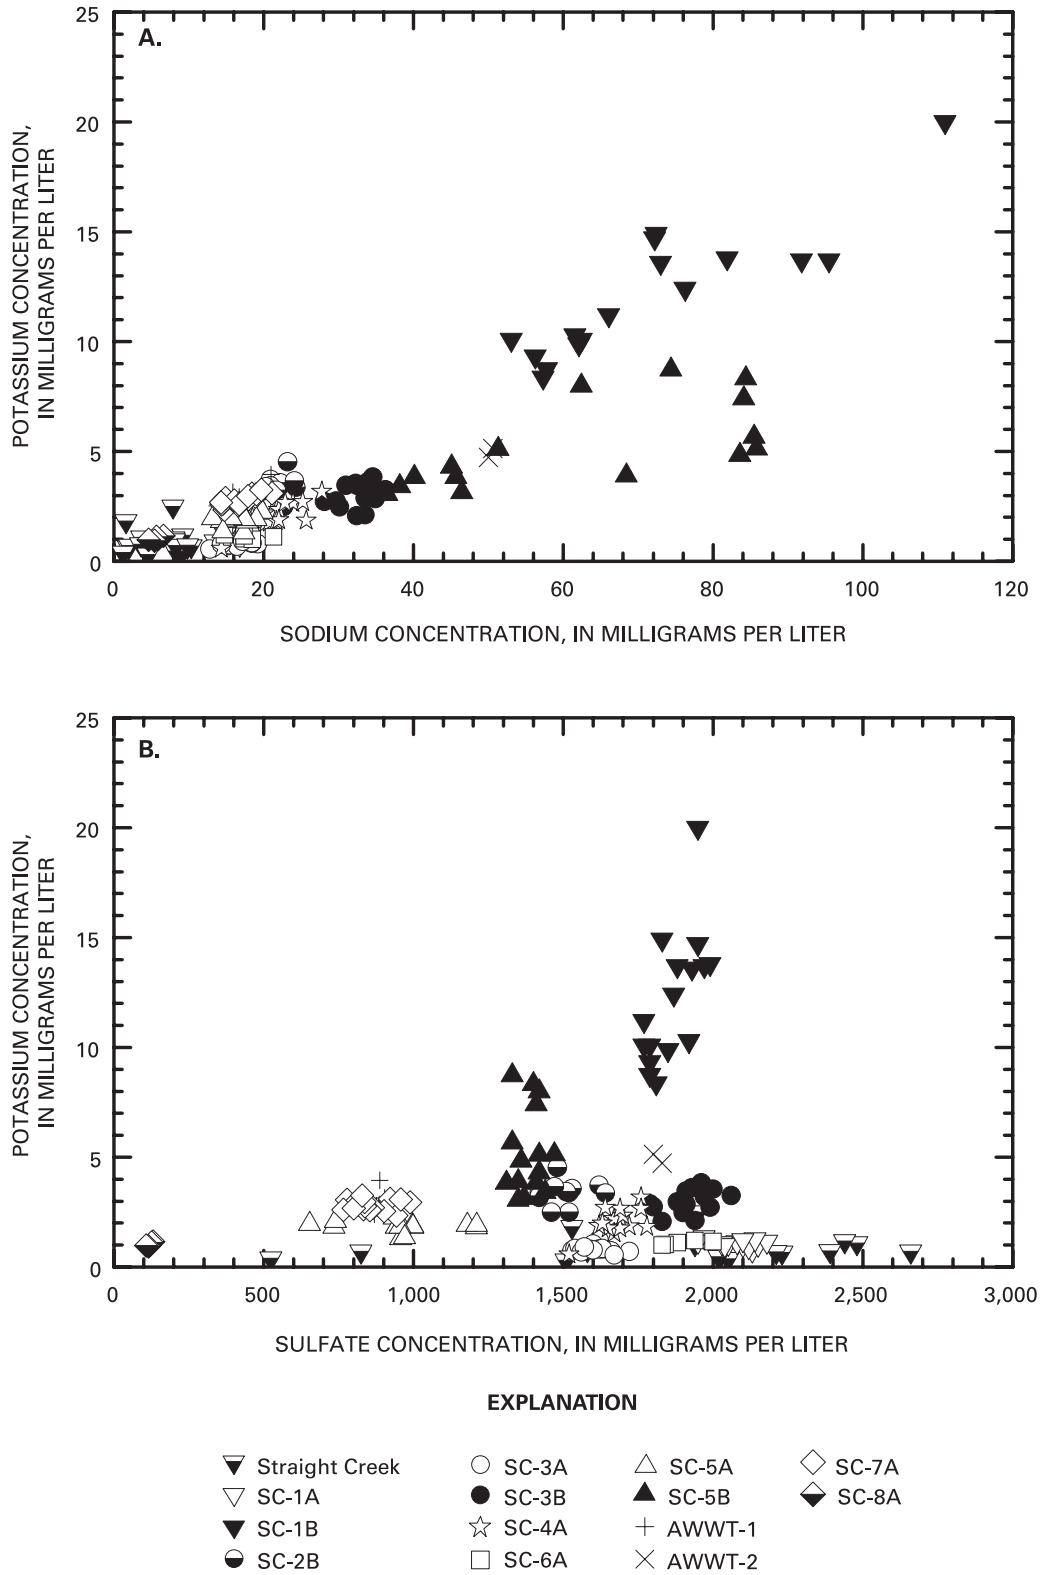 A.
25
20
15
10
5
0
POTASSIUM CONCENTRATION,
IN MILLIGRAMS PER LITER
0 20 40 60 80 100 120
SODIUM CONCENTRATION, IN MILLIGRAMS PER LITER
B.
25
20
15
10
5
0
POTASSIUM CONCENTRATION,
IN MILLIGRAMS PER LITER
0 500 1,000 1,500 2,000 2,500 3,000
SULFATE CONCENTRATION, IN MILLIGRAMS PER LITER
EXPLANATION
Straight Creek SC-3A SC-5A SC-7A
SC-1A SC-3B SC-5B SC-8A
SC-1B SC-4A AWWT-1
SC-2B SC-6A AWWT-2